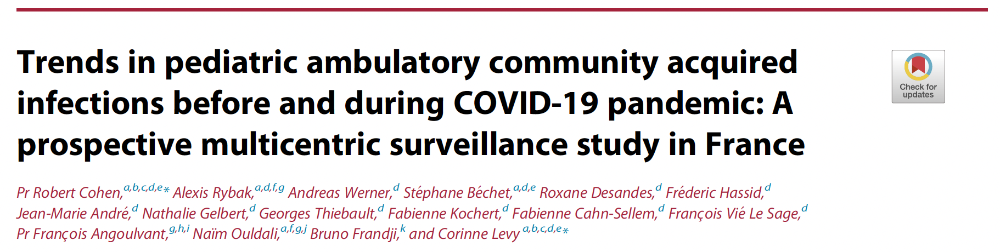 Trends in pediatric ambulatory community acquired
infections before and during COVID-19 pandemic: A
prospective multicentric surveillance study in France
Check for
updates
Pr Robert Cohen,a,b,c,d,e* Alexis Rybak,a,d,f,g Andreas Werner,d Stéphane Béchet,a,d,e Roxane Desandes,d Fréderic Hassid,d
Jean-Marie André,d Nathalie Gelbert,d Georges Thiebault,d Fabienne Kochert,d Fabienne Cahn-Sellem,d François Vié Le Sage,d
Pr François Angoulvant,g,h,i Naïm Ouldali,a,f,g,j Bruno Frandji,k and Corinne Levy a,b,c,d,e*